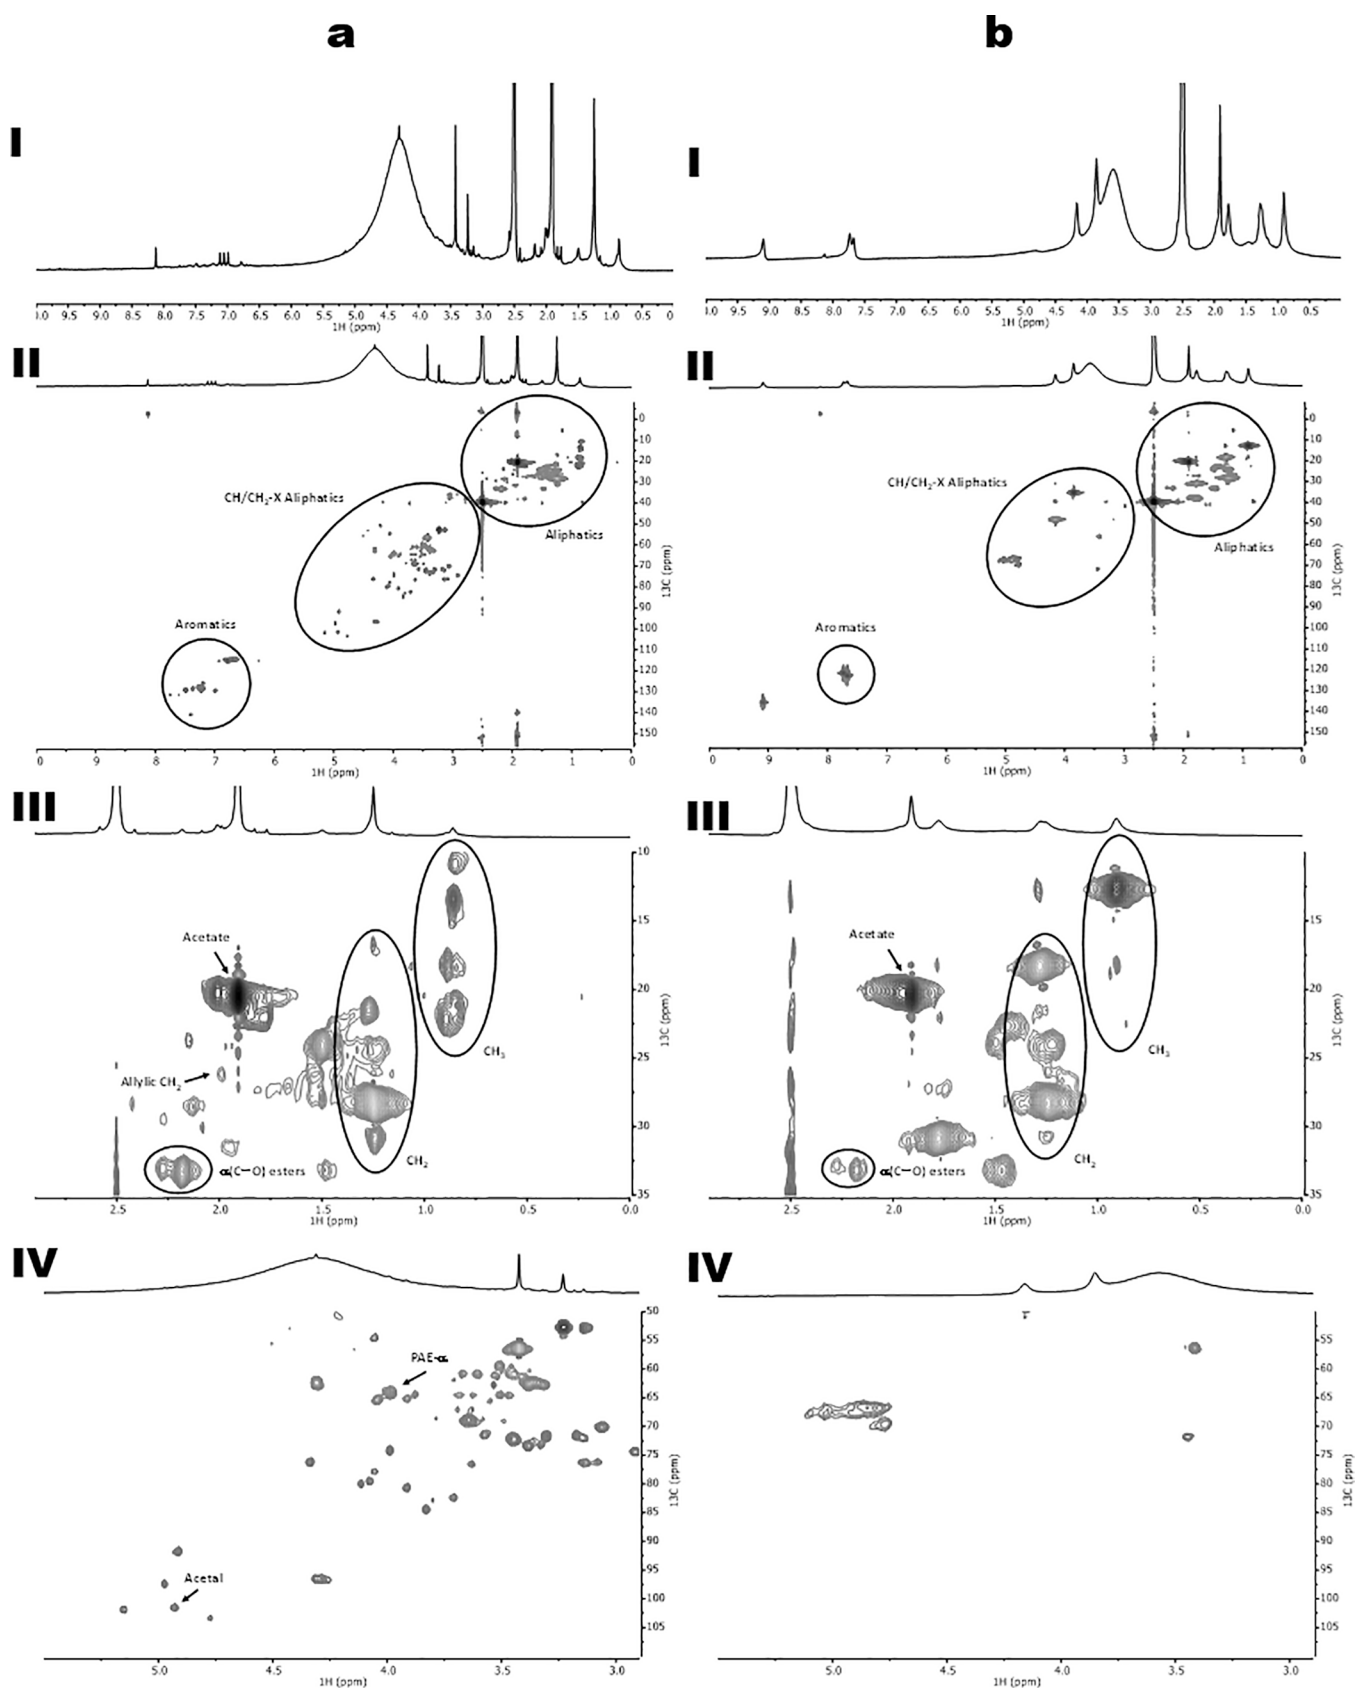 a
b
I
I
1.0 9.5 9.0 8.5 8.0 7.5 7.0 6.5 6.0 5.5 5.0 4.5 4.0 3.5 3.0 2.5 2.0 1.5 1.0 0.5 0
1H (ppm)
1.0 9.5 9.0 8.5 8.0 7.5 7.0 6.5 6.0 5.5 5.0 4.5 4.0 3.5 3.0 2.5 2.0 1.5 1.0 0.5
1H (ppm)
II
CH/CH2-X Aliphatics
Aliphatics
Aromatics
0
10
20
30
40
50
60
70
80
90
100
110
120
130
140
150
13C (ppm)
0 9 8 7 6 5 4 3 2 1 0
1H (ppm)
II
CH/CH2-X Aliphatics
Aliphatics
Aromatics
0
10
20
30
40
50
60
70
80
90
100
110
120
130
140
150
13C (ppm)
0 9 8 7 6 5 4 3 2 1 0
1H (ppm)
III
Acetate
Allylic CH2
α(C—O) esters
CH2
CH3
10
15
20
25
30
35
13C (ppm)
2.5 2.0 1.5 1.0 0.5 0.0
1H (ppm)
III
Acetate
α(C—O) esters
CH2
CH3
15
20
25
30
35
13C (ppm)
2.5 2.0 1.5 1.0 0.5 0.0
1H (ppm)
IV
PAE-α
Acetal
50
55
60
65
70
75
80
85
90
95
100
105
13C (ppm)
5.0 4.5 4.0 3.5 3.0
1H (ppm)
IV
55
60
65
70
75
80
85
90
95
100
105
13C (ppm)
5.0 4.5 4.0 3.5 3.0
1H (ppm)